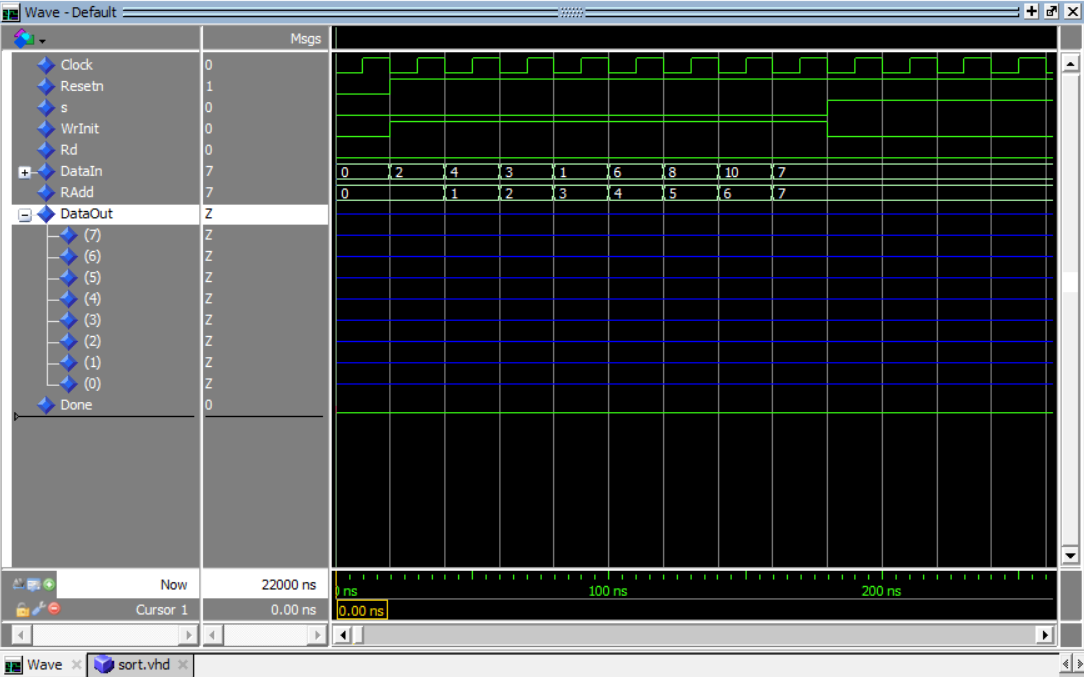 Wave - Default
Msgs
Clock 0
Resetn 1
s 0
WrInit 0
Rd 0
DataIn 7 0 2 4 3 1 6 8 10 7
RAdd 7 0 1 2 3 4 5 6 7
DataOut Z
(7) Z
(6) Z
(5) Z
(4) Z
(3) Z
(2) Z
(1) Z
(0) Z
Done 0
Now 22000 ns ns 100 ns 200 ns
Cursor 1 0.00 ns 0.00 ns
Wave sort.vhd